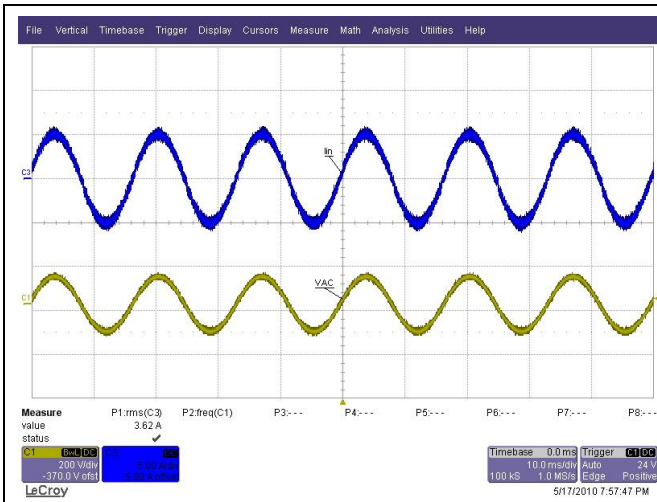 File Vertical Timebase Trigger Display Cursors Measure Math Analysis Utilities Help
Iin
C3
VAC
C1
Measure P1:rms(C3) P2:freq(C1) P3:- - - P4:- - - P5:- - - P6:- - - P7:- - - P8:- - -
value 3.62 A
status ✔
C1 BwL DC
200 V/div
-370.0 V ofst
Timebase 0.0 ms
10.0 ms/div
100 kS 1.0 MS/s
Trigger C1 DC
Auto 24 V
Edge Positive
LeCroy
5/17/2010 7:57:47 PM